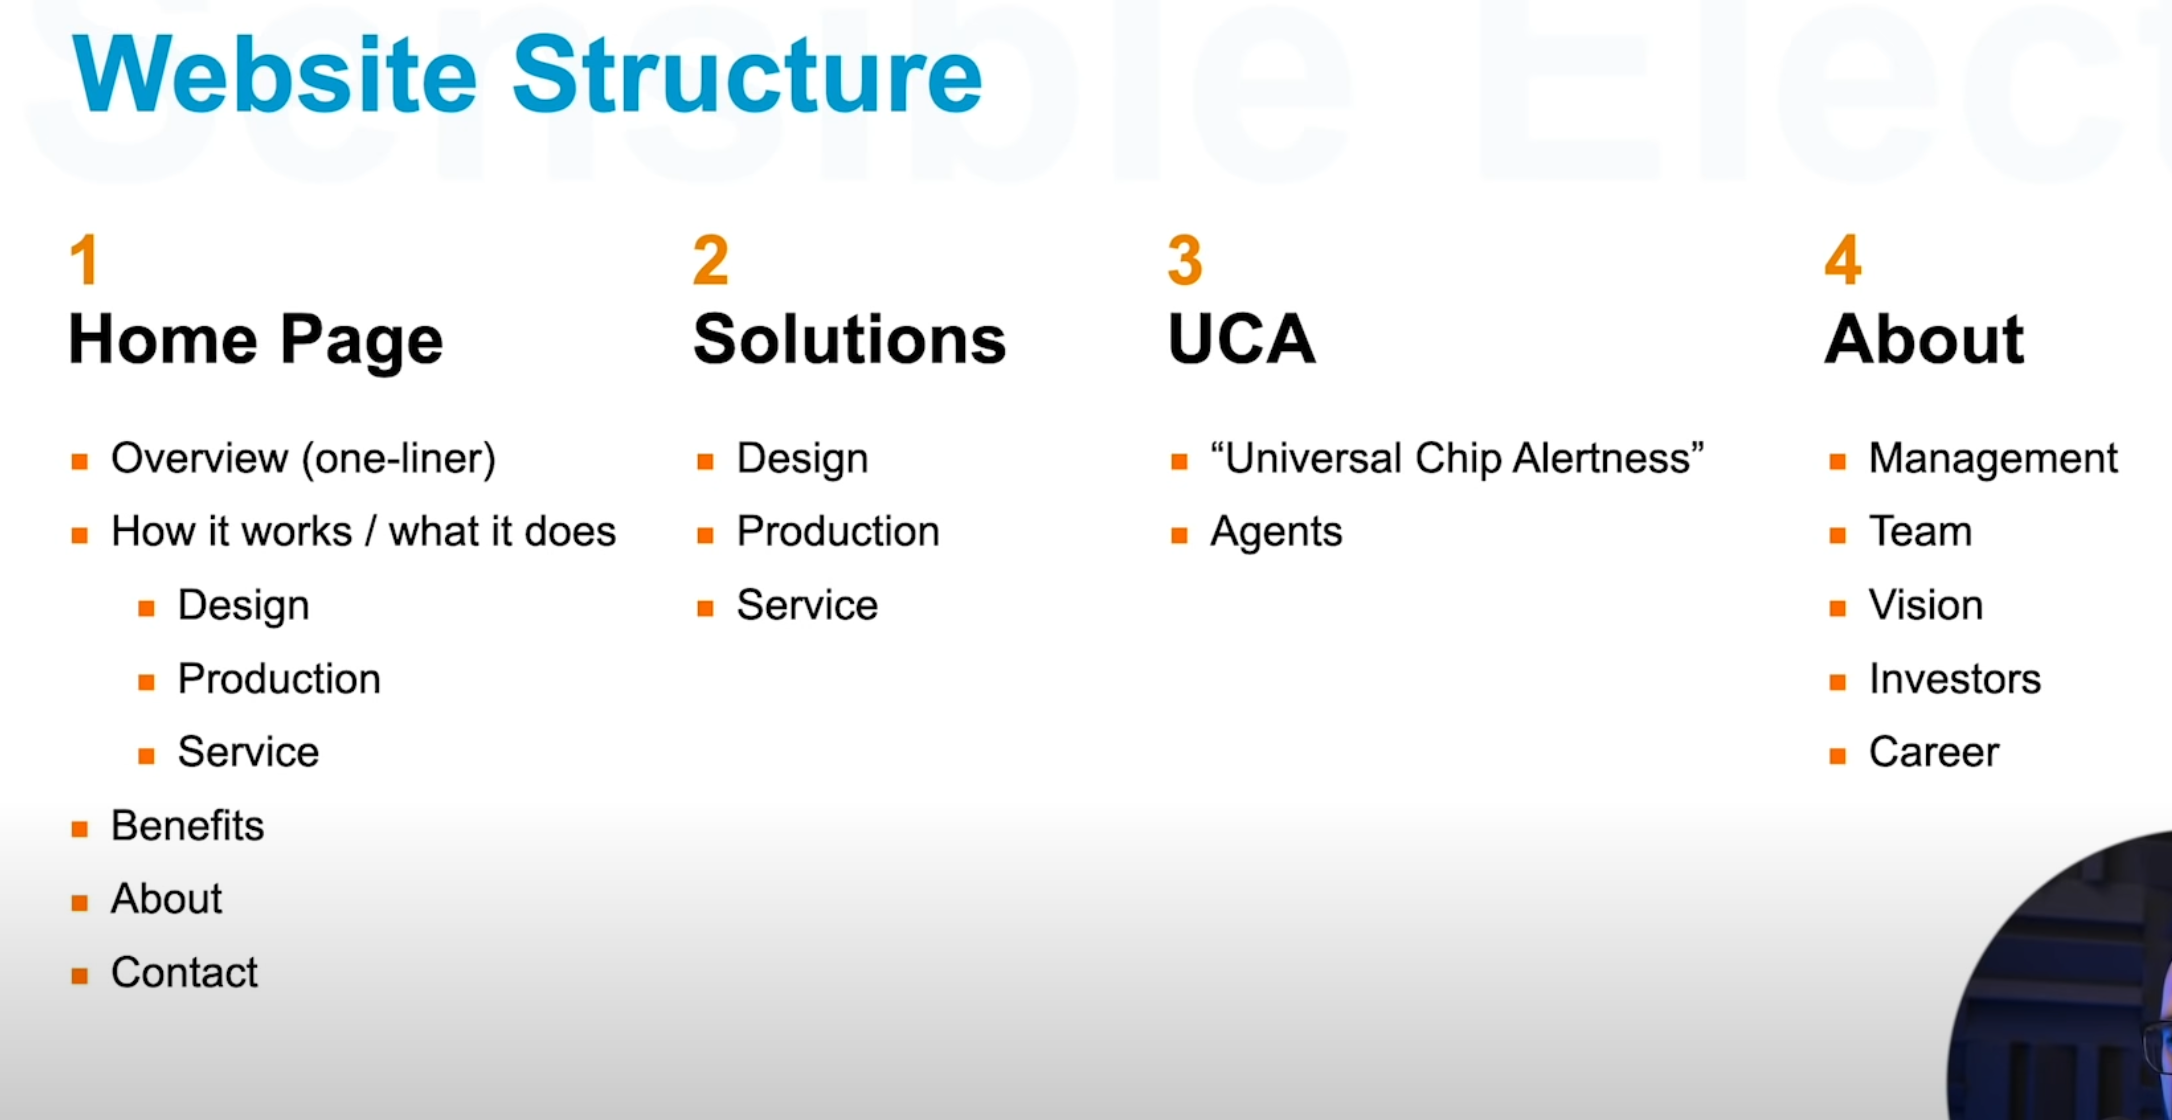 Website Structure
1
Home Page
Overview (one-liner)
How it works / what it does
Design
Production
Service
Benefits
About
Contact
2
Solutions
Design
Production
Service
3
UCA
“Universal Chip Alertness”
Agents
4
About
Management
Team
Vision
Investors
Career